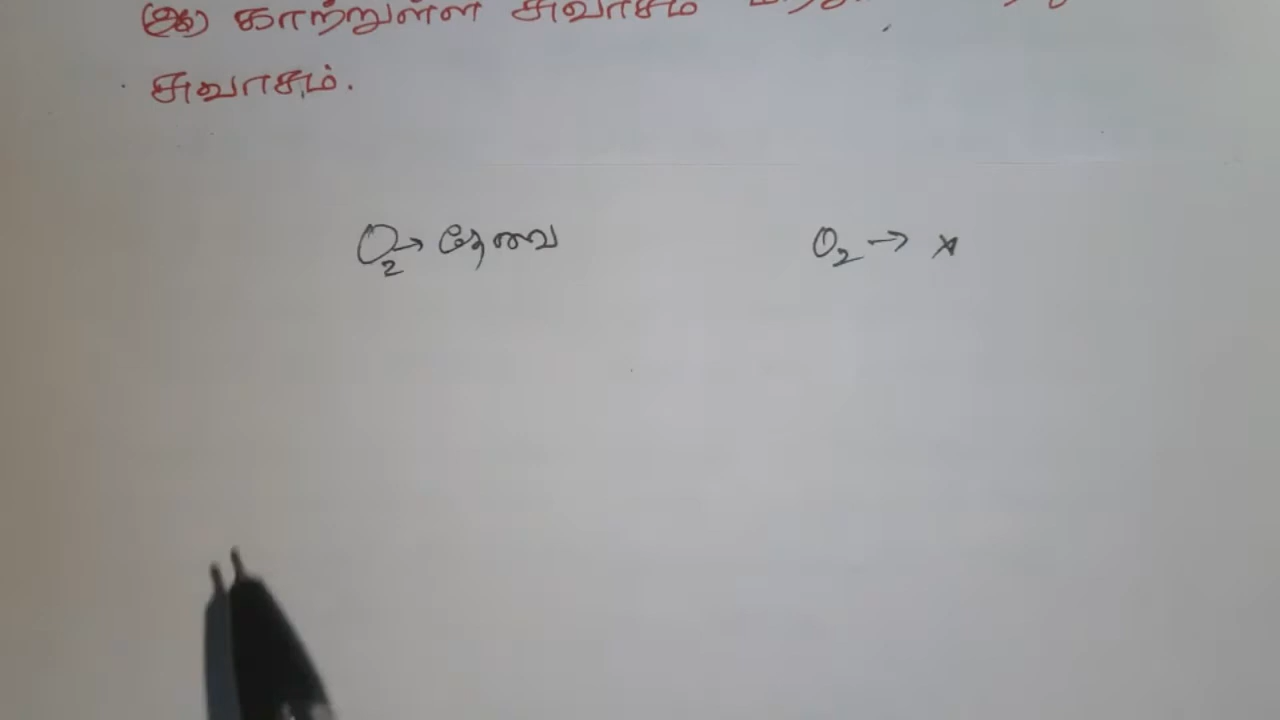 காற்றுள்ள சுவாசம்
சுவாசம்.
O₂→ தேவை O₂ → x